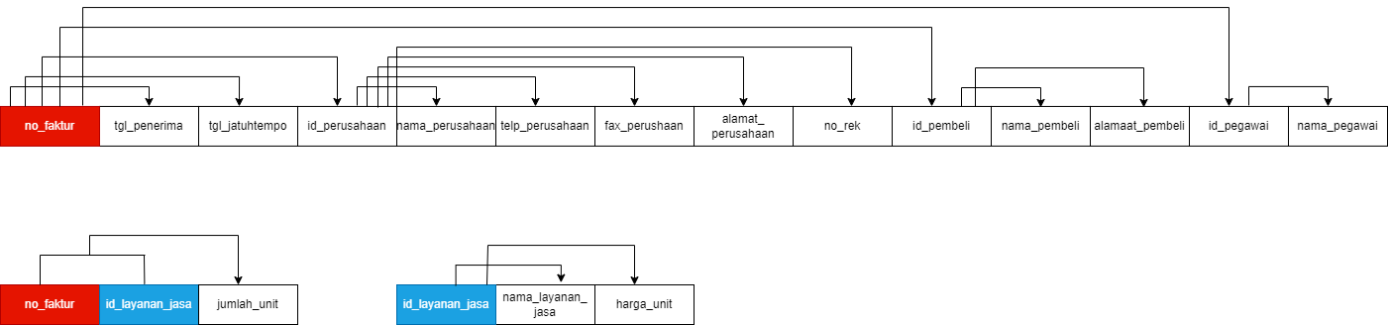 no_faktur
tgl_penerima
tgl_jatuhtempo
id_perusahaan
nama_perusahaan
telp_perusahaan
fax_perushaan
alamat_
perusahaan
no_rek
id_pembeli
nama_pembeli
alamaat_pembeli
id_pegawai
nama_pegawai
no_faktur
id_layanan_jasa
jumlah_unit
id_layanan_jasa
nama_layanan_
jasa
harga_unit